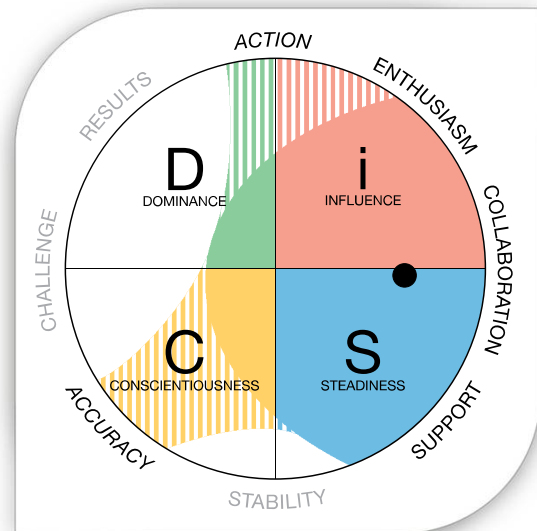 ACTION
ENTHUSIASM
RESULTS
D
DOMINANCE
i
INFLUENCE
COLLABORATION
CHALLENGE
C
CONSCIENTIOUSNESS
S
STEADINESS
ACCURACY
SUPPORT
STABILITY